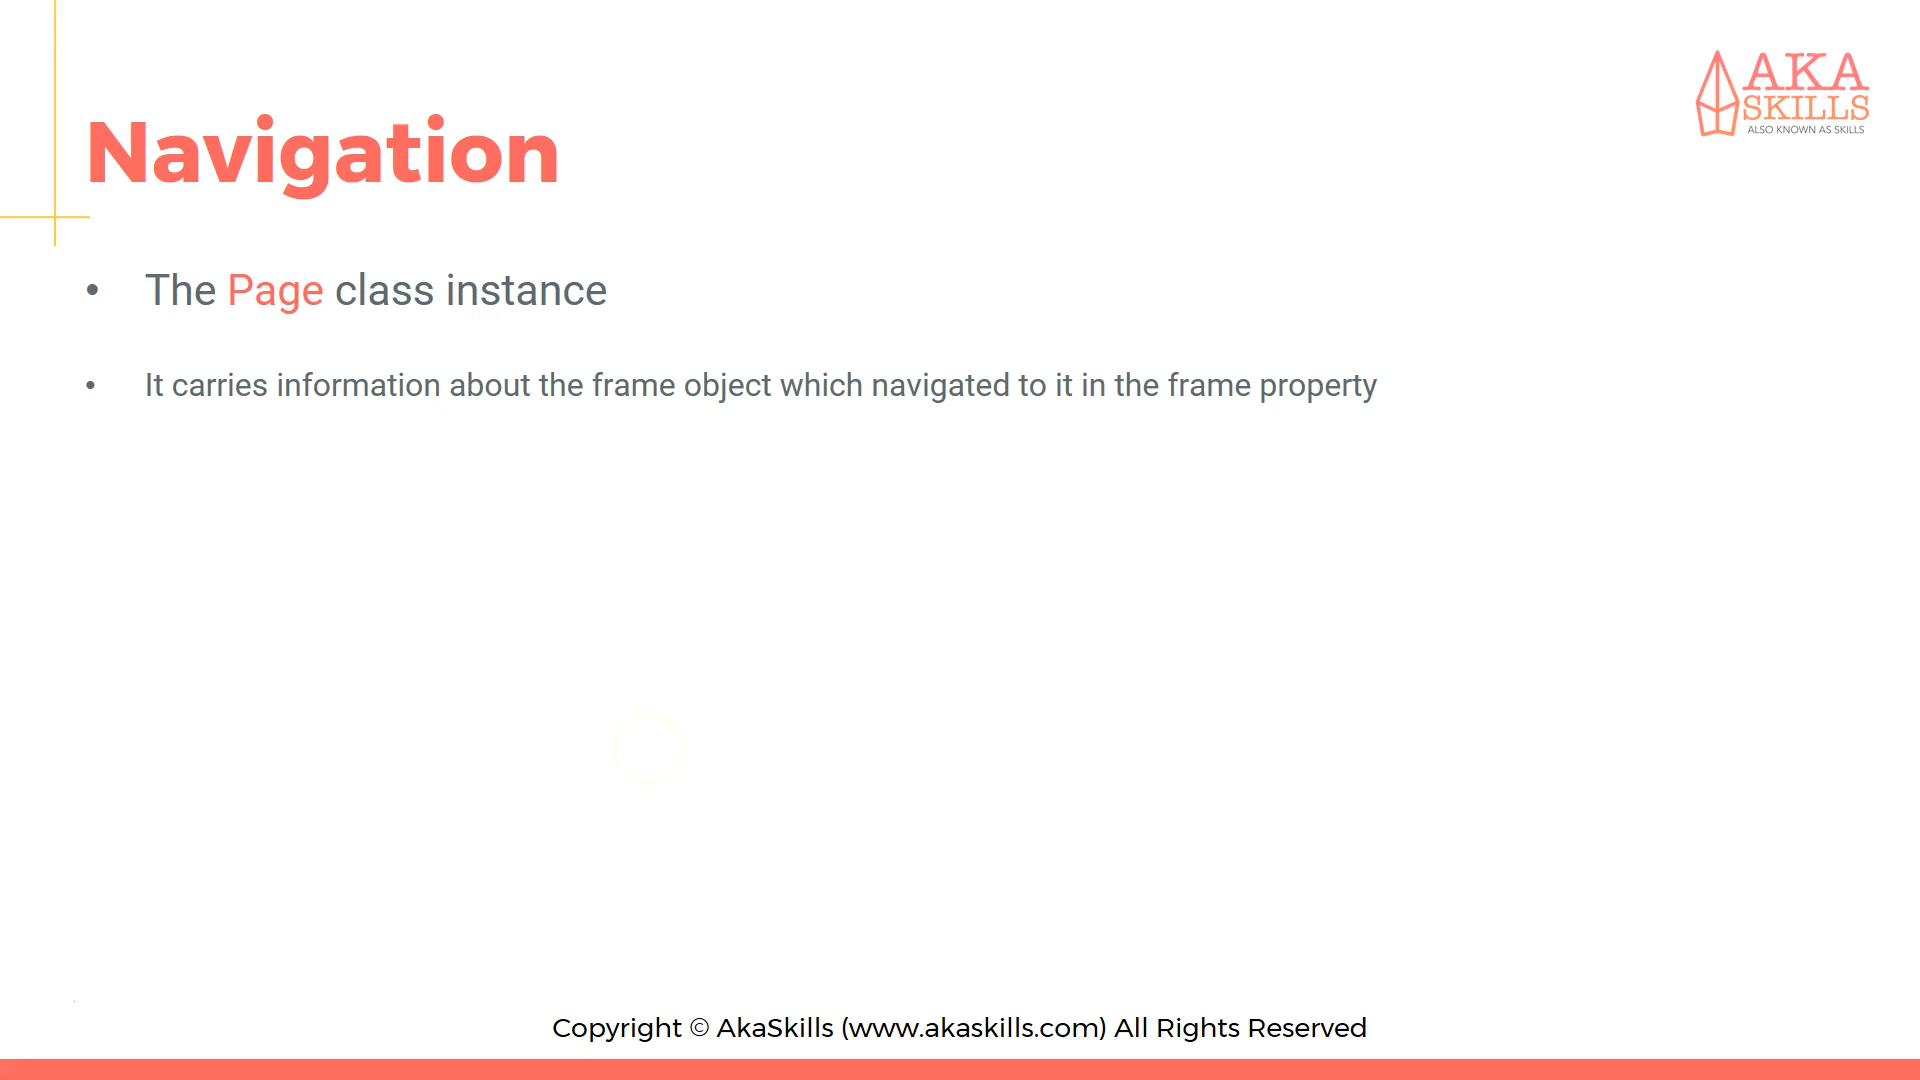 AKA
SKILLS
ALSO KNOWN AS SKILLS
Navigation
• The Page class instance
• It carries information about the frame object which navigated to it in the frame property
Copyright © AkaSkills (www.akaskills.com) All Rights Reserved